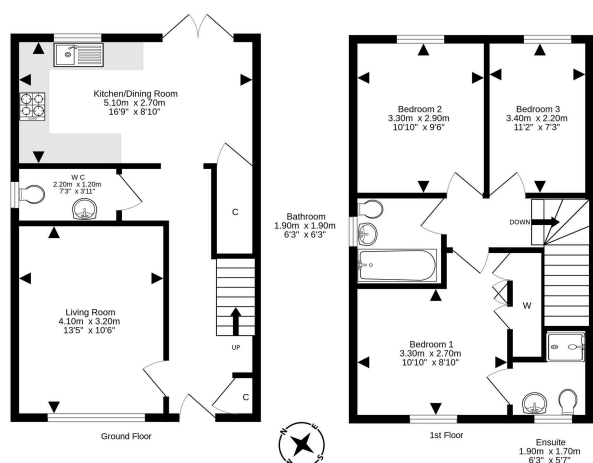 Kitchen/Dining Room
5.10m x 2.70m
16'9" x 8'10"
W C
2.20m x 1.20m
7'3" x 3'11"
C
Living Room
4.10m x 3.20m
13'5" x 10'6"
UP
C
Ground Floor
Bedroom 2
3.30m x 2.90m
10'10" x 9'6"
Bedroom 3
3.40m x 2.20m
11'2" x 7'3"
Bathroom
1.90m x 1.90m
6'3" x 6'3"
DOWN
W
Bedroom 1
3.30m x 2.70m
10'10" x 8'10"
1st Floor
Ensuite
1.90m x 1.70m
6'3" x 5'7"
N
E
S
W